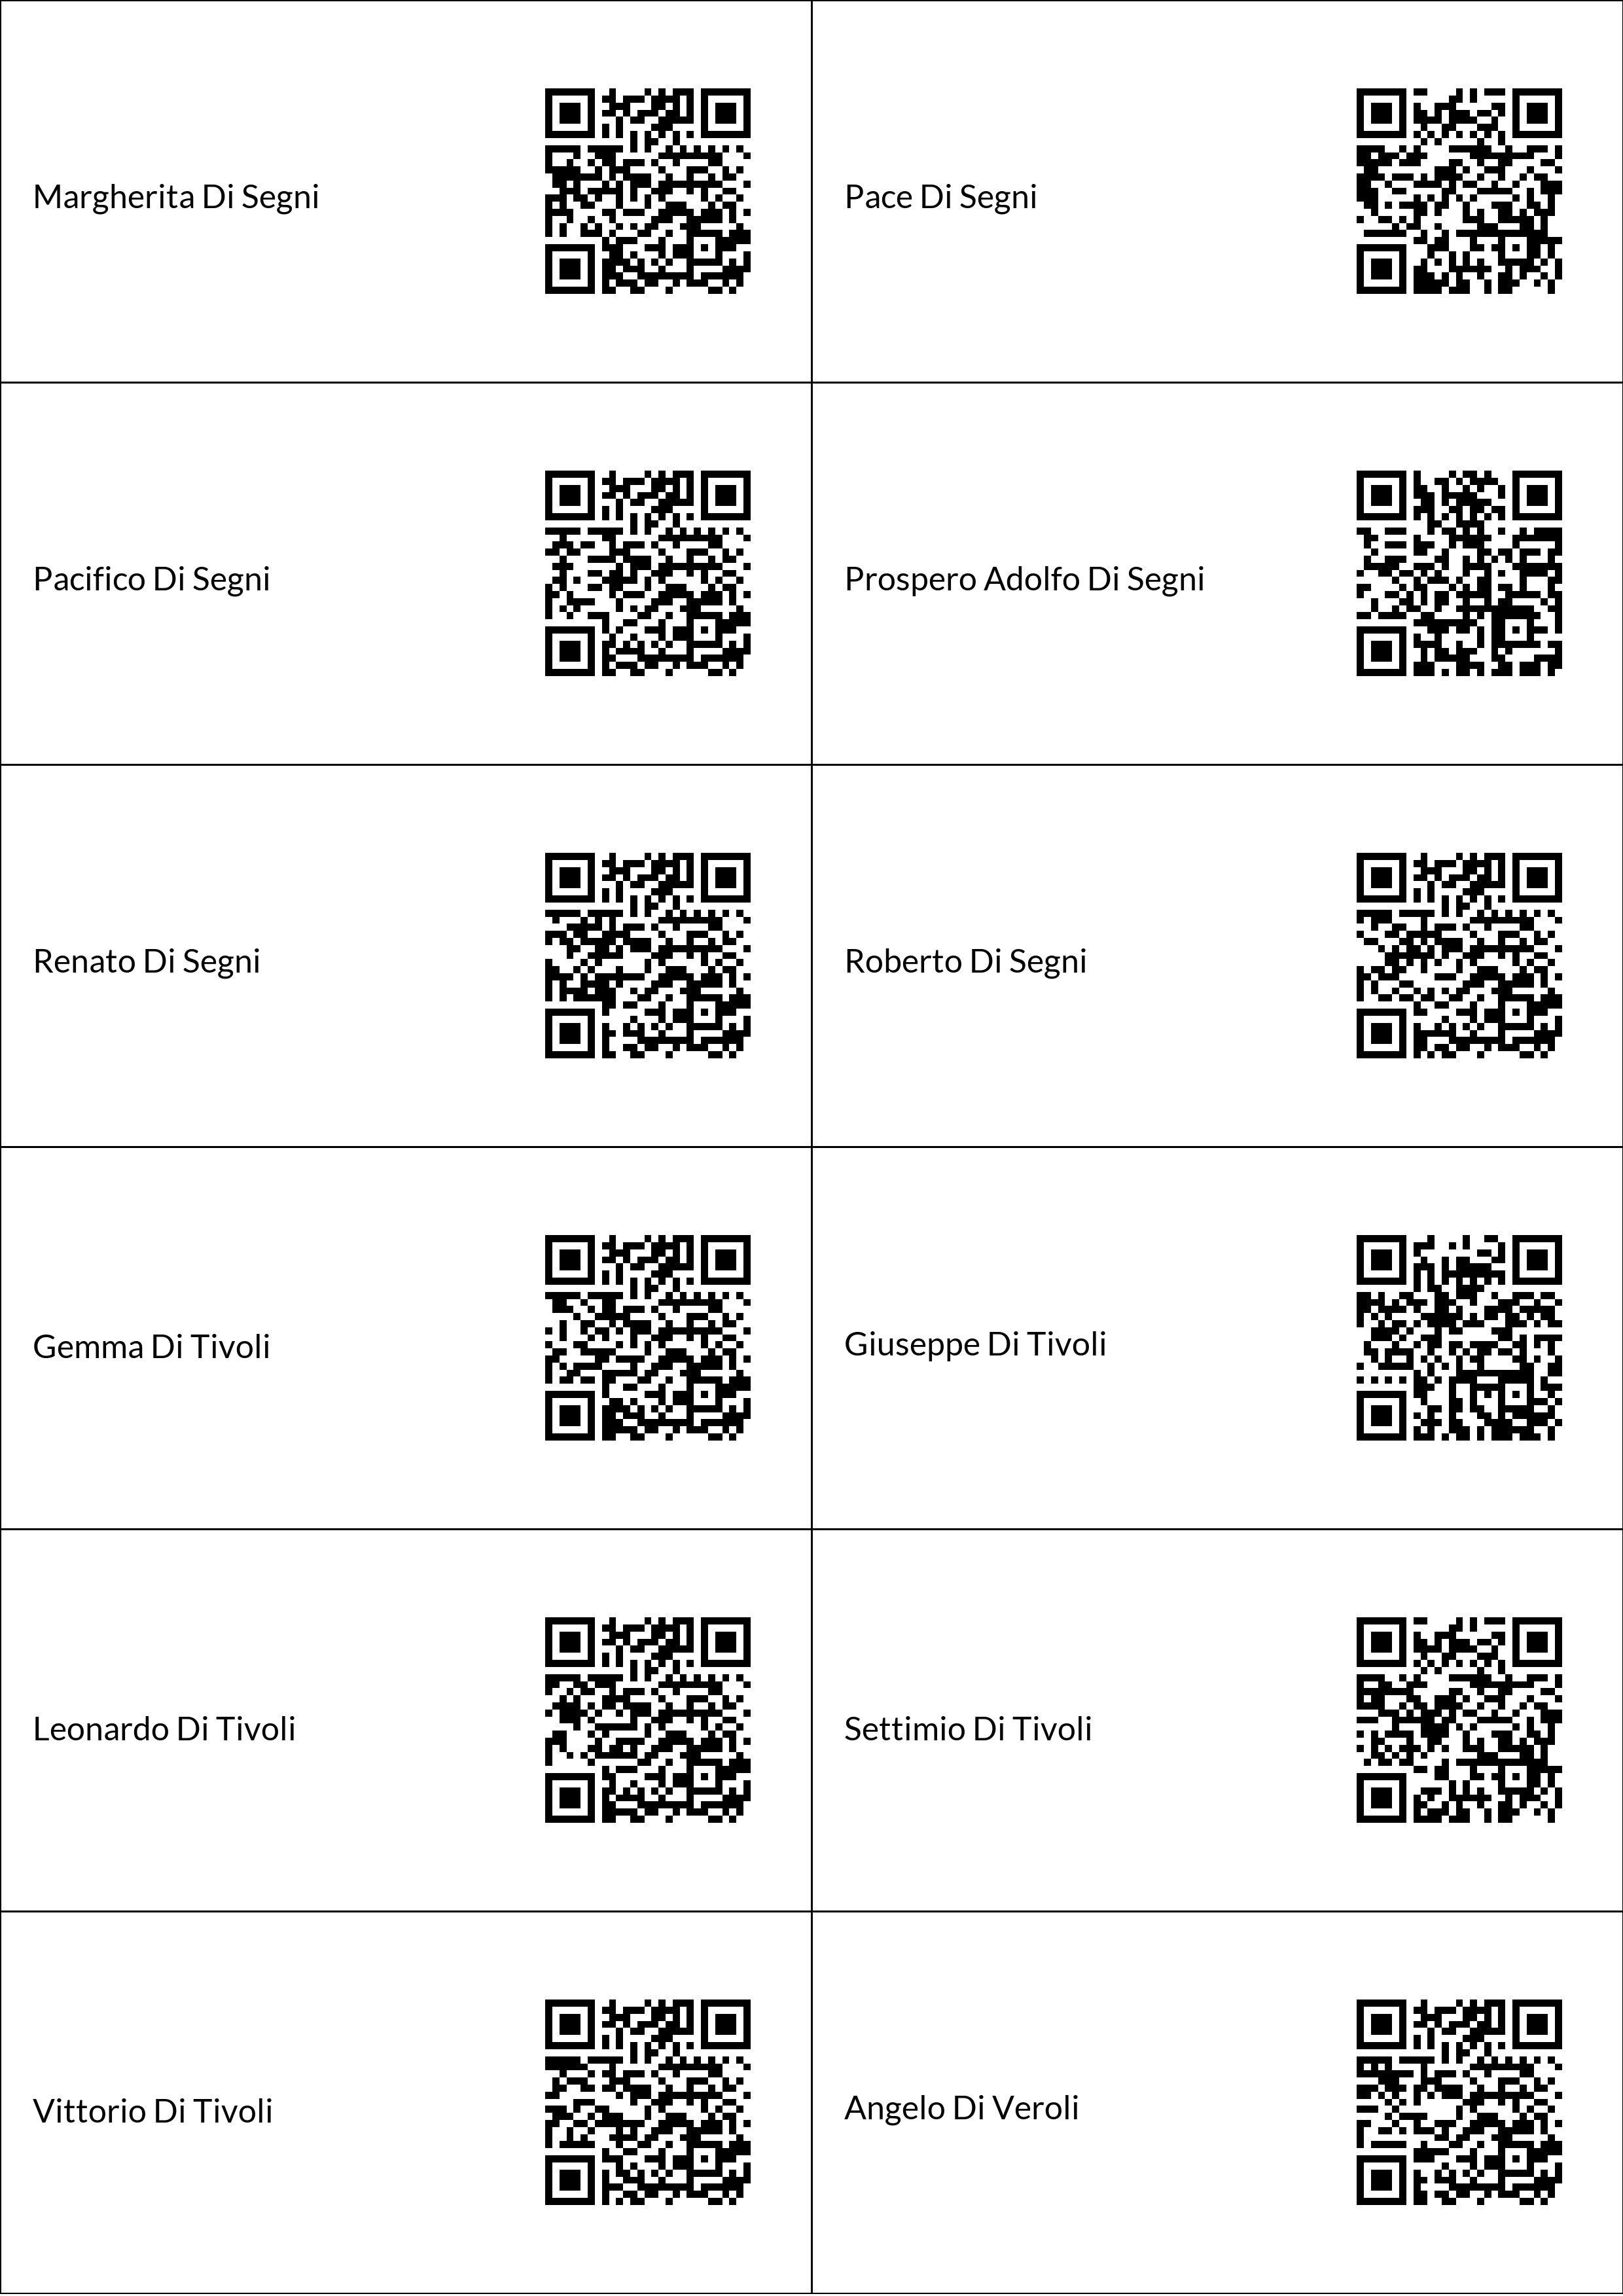 Margherita Di Segni
Pace Di Segni
Pacifico Di Segni
Prospero Adolfo Di Segni
Renato Di Segni
Roberto Di Segni
Gemma Di Tivoli
Giuseppe Di Tivoli
Leonardo Di Tivoli
Settimio Di Tivoli
Vittorio Di Tivoli
Angelo Di Veroli